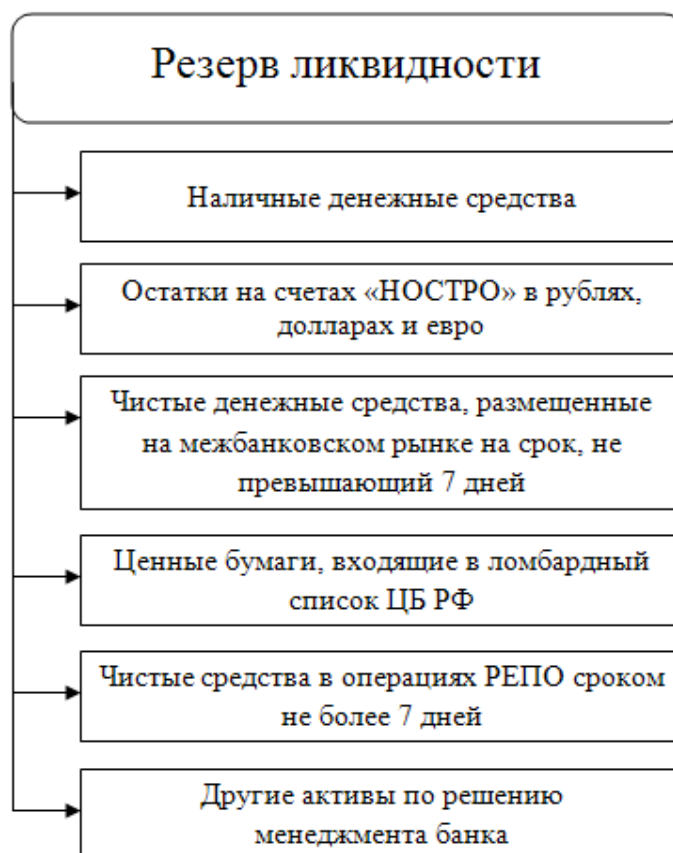 Резерв ликвидности
Наличные денежные средства
Остатки на счетах «НОСТРО» в рублях,
долларах и евро
Чистые денежные средства, размещенные
на межбанковском рынке на срок, не
превышающий 7 дней
Ценные бумаги, входящие в ломбардный
список ЦБ РФ
Чистые средства в операциях РЕПО сроком
не более 7 дней
Другие активы по решению
менеджмента банка